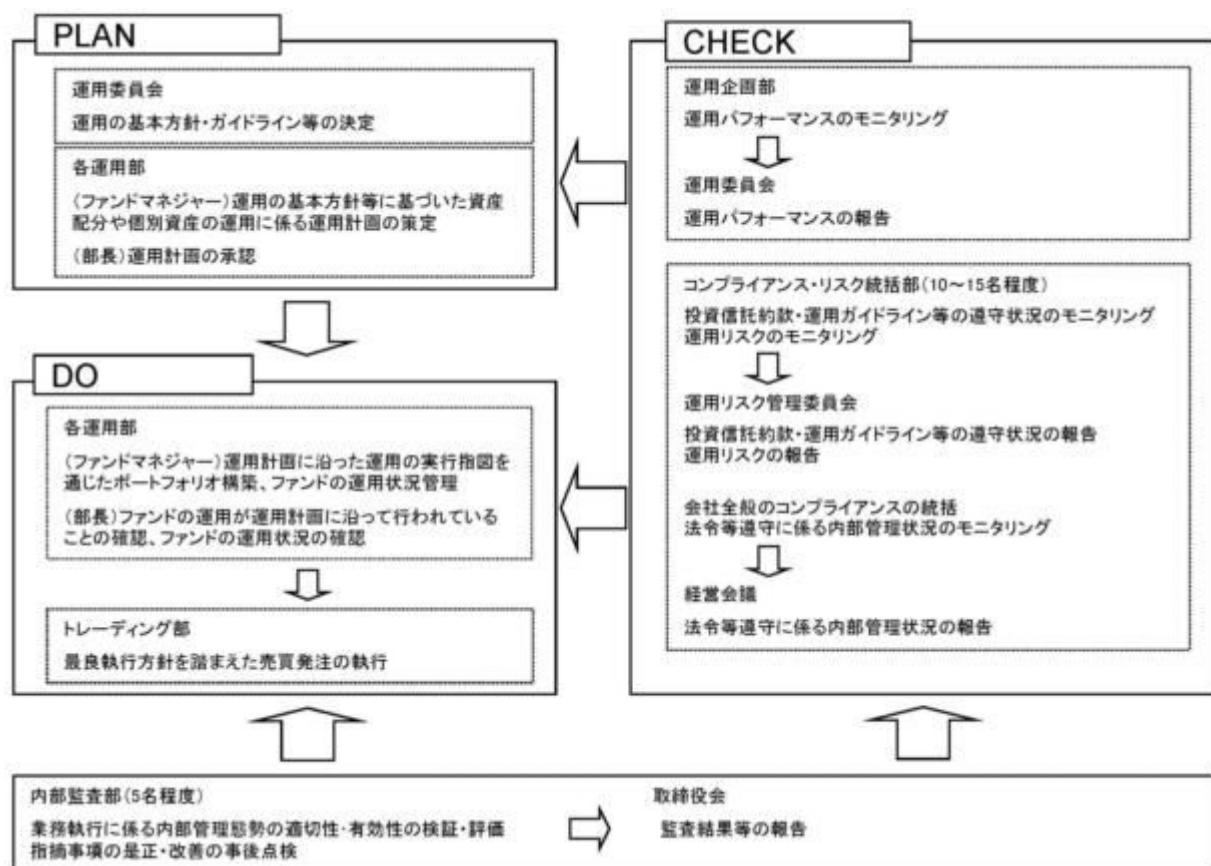 PLAN
運用委員会
運用の基本方針・ガイドライン等の決定
各運用部
(ファンドマネジャー)運用の基本方針等に基づいた資産
配分や個別資産の運用に係る運用計画の策定
(部長)運用計画の承認
DO
各運用部
(ファンドマネジャー)運用計画に沿った運用の実行指図を
通じたポートフォリオ構築、ファンドの運用状況管理
(部長)ファンドの運用が運用計画に沿って行われている
ことの確認、ファンドの運用状況の確認
トレーディング部
最良執行方針を踏まえた売買発注の執行
CHECK
運用企画部
運用パフォーマンスのモニタリング
運用委員会
運用パフォーマンスの報告
コンプライアンス・リスク統括部(10～15名程度)
投資信託約款・運用ガイドライン等の遵守状況のモニタリング
運用リスクのモニタリング
運用リスク管理委員会
投資信託約款・運用ガイドライン等の遵守状況の報告
運用リスクの報告
会社全般のコンプライアンスの統括
法令等遵守に係る内部管理状況のモニタリング
経営会議
法令等遵守に係る内部管理状況の報告
内部監査部(5名程度)
業務執行に係る内部管理態勢の適切性・有効性の検証・評価
指摘事項の是正・改善の事後点検
取締役会
監査結果等の報告